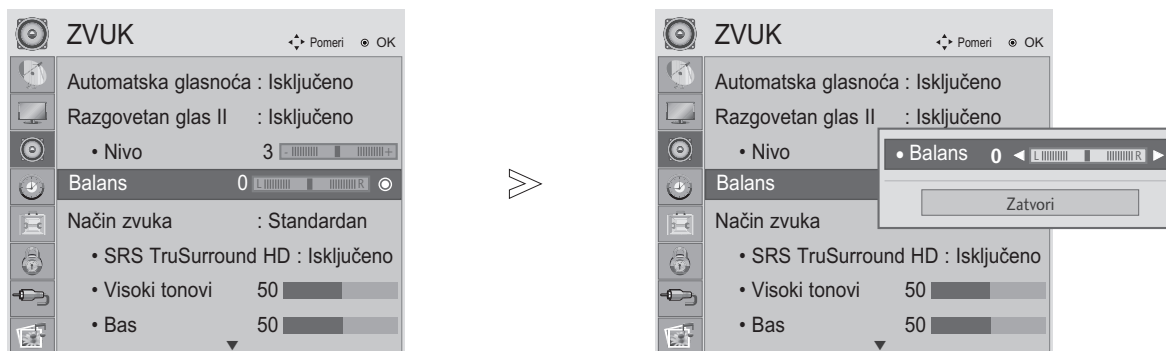 ZVUK
Pomeri OK
Automatska glasnoća : Isključeno
Razgovetan glas II : Isključeno
• Nivo 3 - +
Balans 0 L R
Način zvuka : Standardan
• SRS TruSurround HD : Isključeno
• Visoki tonovi 50
• Bas 50
ZVUK
Pomeri OK
Automatska glasnoća : Isključeno
Razgovetan glas II : Isključeno
• Nivo
Balans
Način zvuka
• SRS TruSurround HD : Isključeno
• Visoki tonovi 50
• Bas 50
• Balans 0 L R
Zatvori